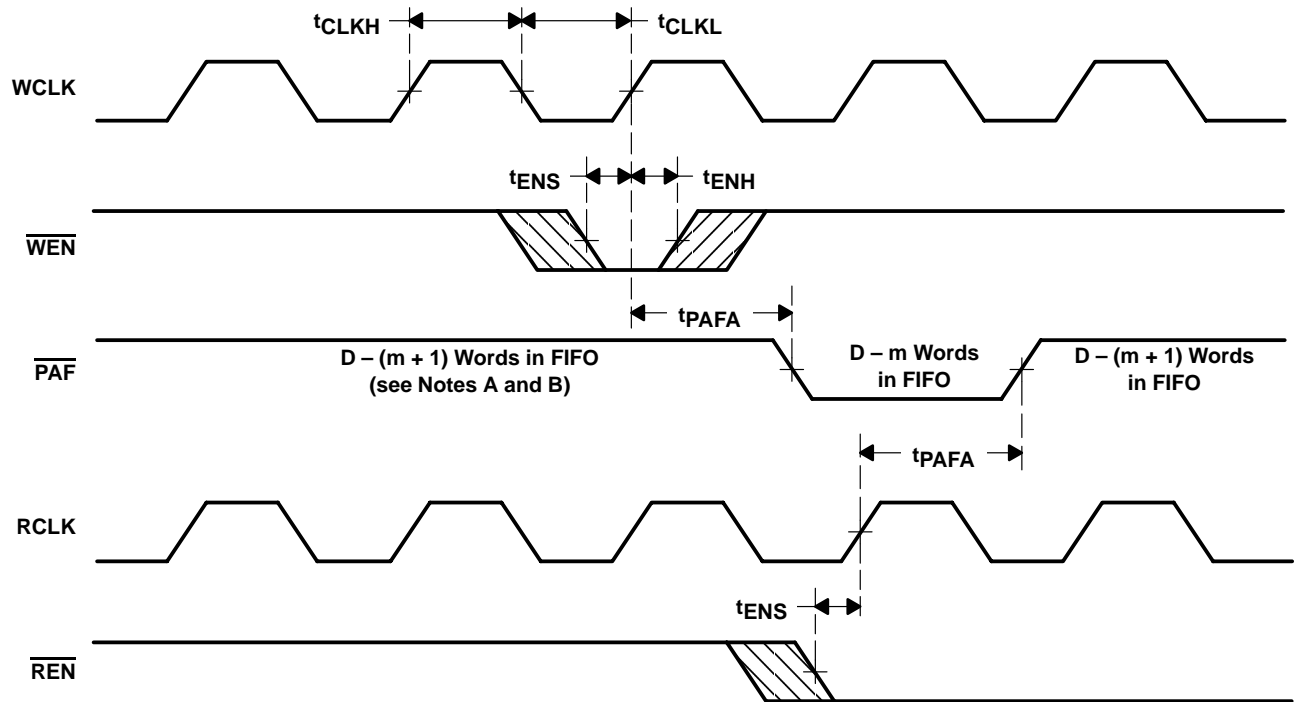 tCLKH
tCLKL
WCLK
tENS
tENH
WEN
tPAFA
PAF
D – (m + 1) Words in FIFO
(see Notes A and B)
D – m Words
in FIFO
D – (m + 1) Words
in FIFO
tPAFA
RCLK
tENS
REN